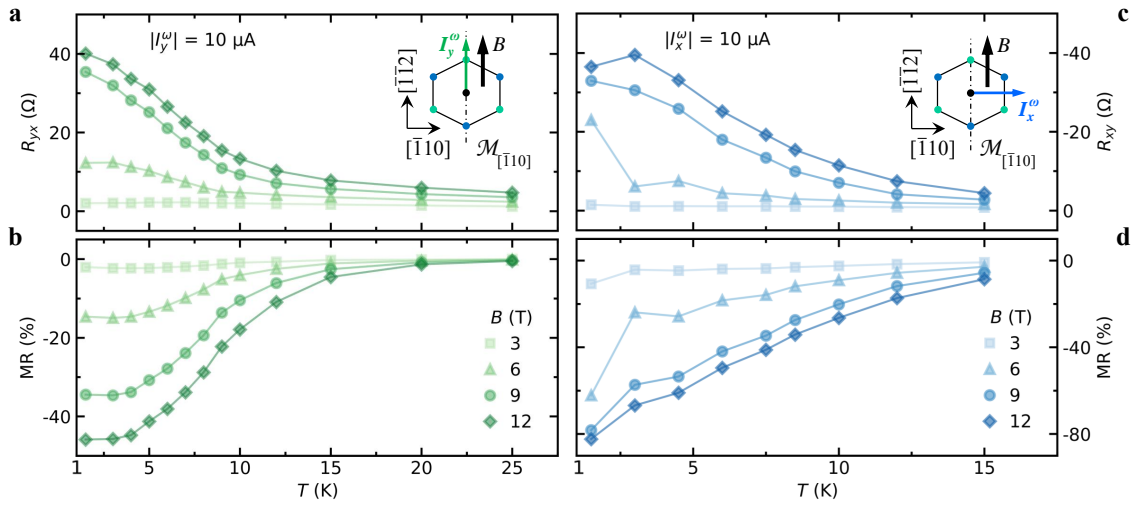 a
|I_y^ω| = 10 μA
I_y^ω
B
[1̄1̄2]
[1̄10]
ℳ[1̄10]
R_yx (Ω)
40
20
0
b
MR (%)
0
-20
-40
B (T)
3
6
9
12
1
5
10
15
20
25
T (K)
c
|I_x^ω| = 10 μA
B
I_x^ω
[1̄1̄2]
[1̄10]
ℳ[1̄10]
R_xy (Ω)
-40
-30
-20
-10
0
d
MR (%)
0
-40
-80
B (T)
3
6
9
12
1
5
10
15
T (K)